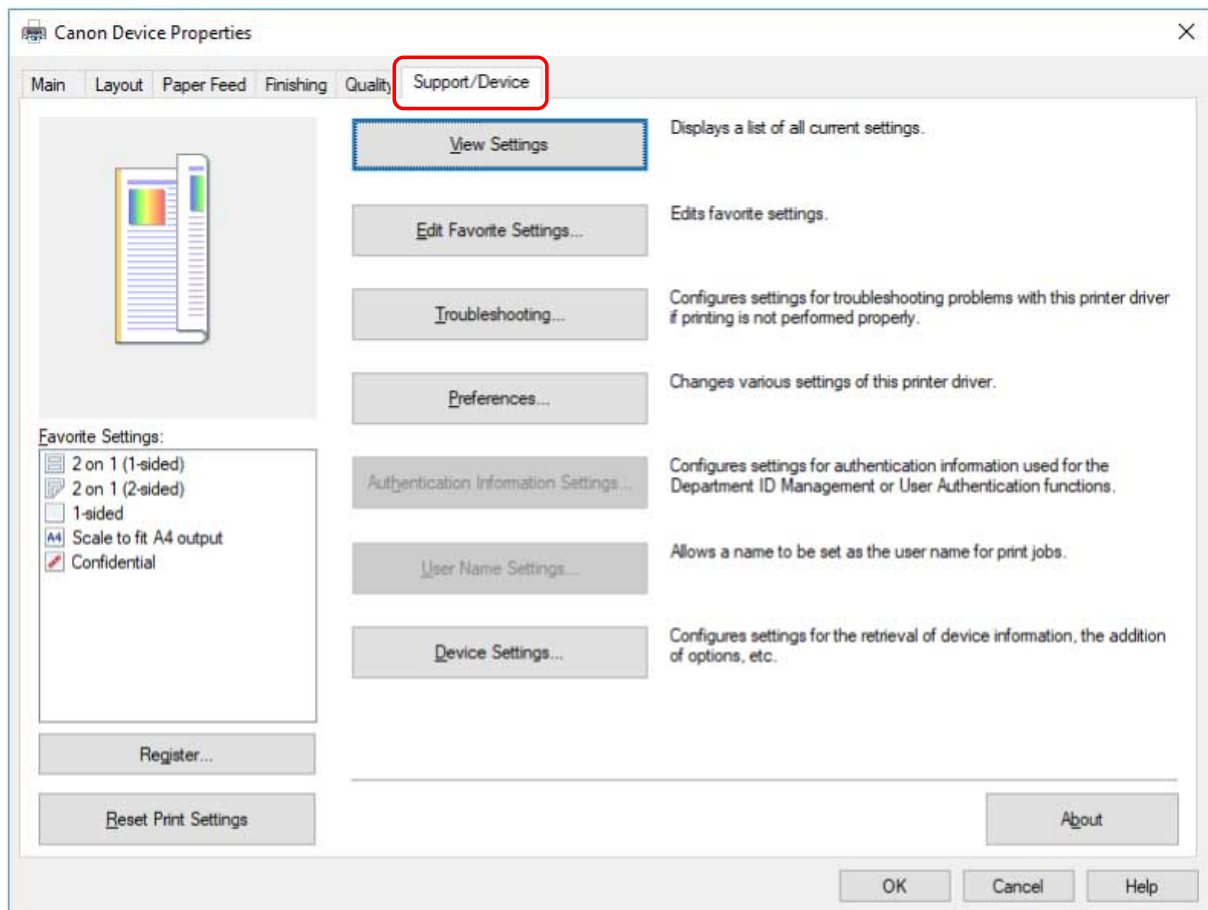 Canon Device Properties
Main Layout Paper Feed Finishing Quality Support/Device
View Settings
Displays a list of all current settings.
Edit Favorite Settings...
Edits favorite settings.
Troubleshooting...
Configures settings for troubleshooting problems with this printer driver
if printing is not performed properly.
Preferences...
Changes various settings of this printer driver.
Favorite Settings:
2 on 1 (1-sided)
2 on 1 (2-sided)
1-sided
A4 Scale to fit A4 output
Confidential
Authentication Information Settings...
Configures settings for authentication information used for the
Department ID Management or User Authentication functions.
User Name Settings...
Allows a name to be set as the user name for print jobs.
Device Settings...
Configures settings for the retrieval of device information, the addition
of options, etc.
Register...
Reset Print Settings
About
OK Cancel Help